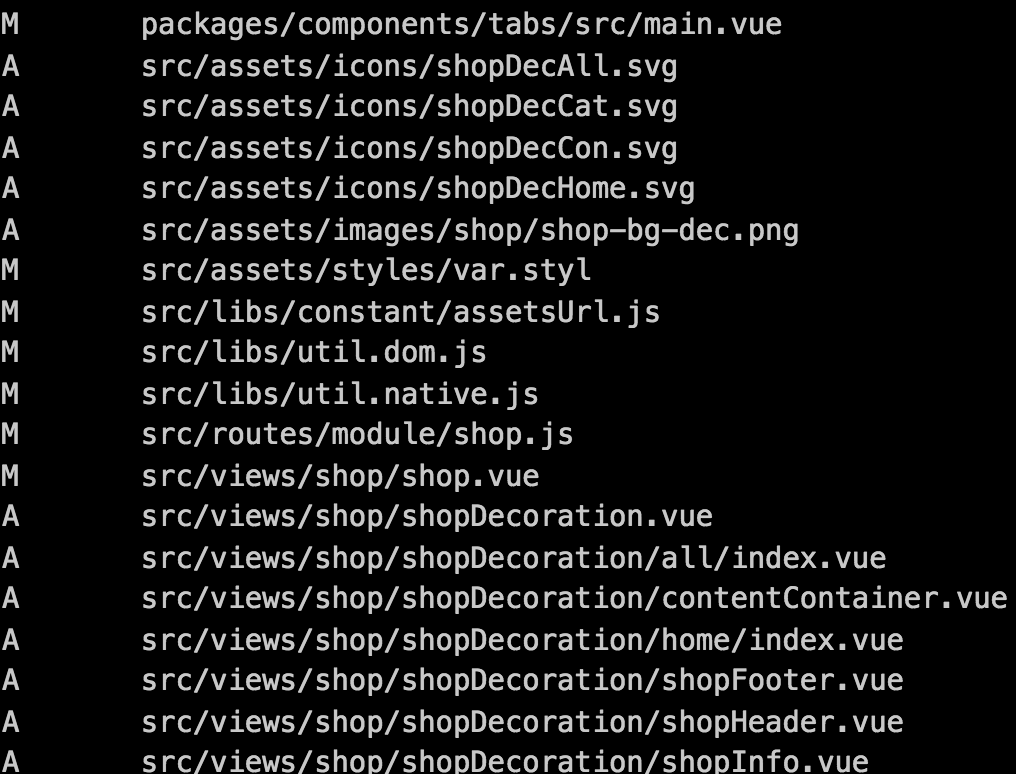 M       packages/components/tabs/src/main.vue
A       src/assets/icons/shopDecAll.svg
A       src/assets/icons/shopDecCat.svg
A       src/assets/icons/shopDecCon.svg
A       src/assets/icons/shopDecHome.svg
A       src/assets/images/shop/shop-bg-dec.png
M       src/assets/styles/var.styl
M       src/libs/constant/assetsUrl.js
M       src/libs/util.dom.js
M       src/libs/util.native.js
M       src/routes/module/shop.js
M       src/views/shop/shop.vue
A       src/views/shop/shopDecoration.vue
A       src/views/shop/shopDecoration/all/index.vue
A       src/views/shop/shopDecoration/contentContainer.vue
A       src/views/shop/shopDecoration/home/index.vue
A       src/views/shop/shopDecoration/shopFooter.vue
A       src/views/shop/shopDecoration/shopHeader.vue
A       src/views/shop/shopDecoration/shopInfo.vue